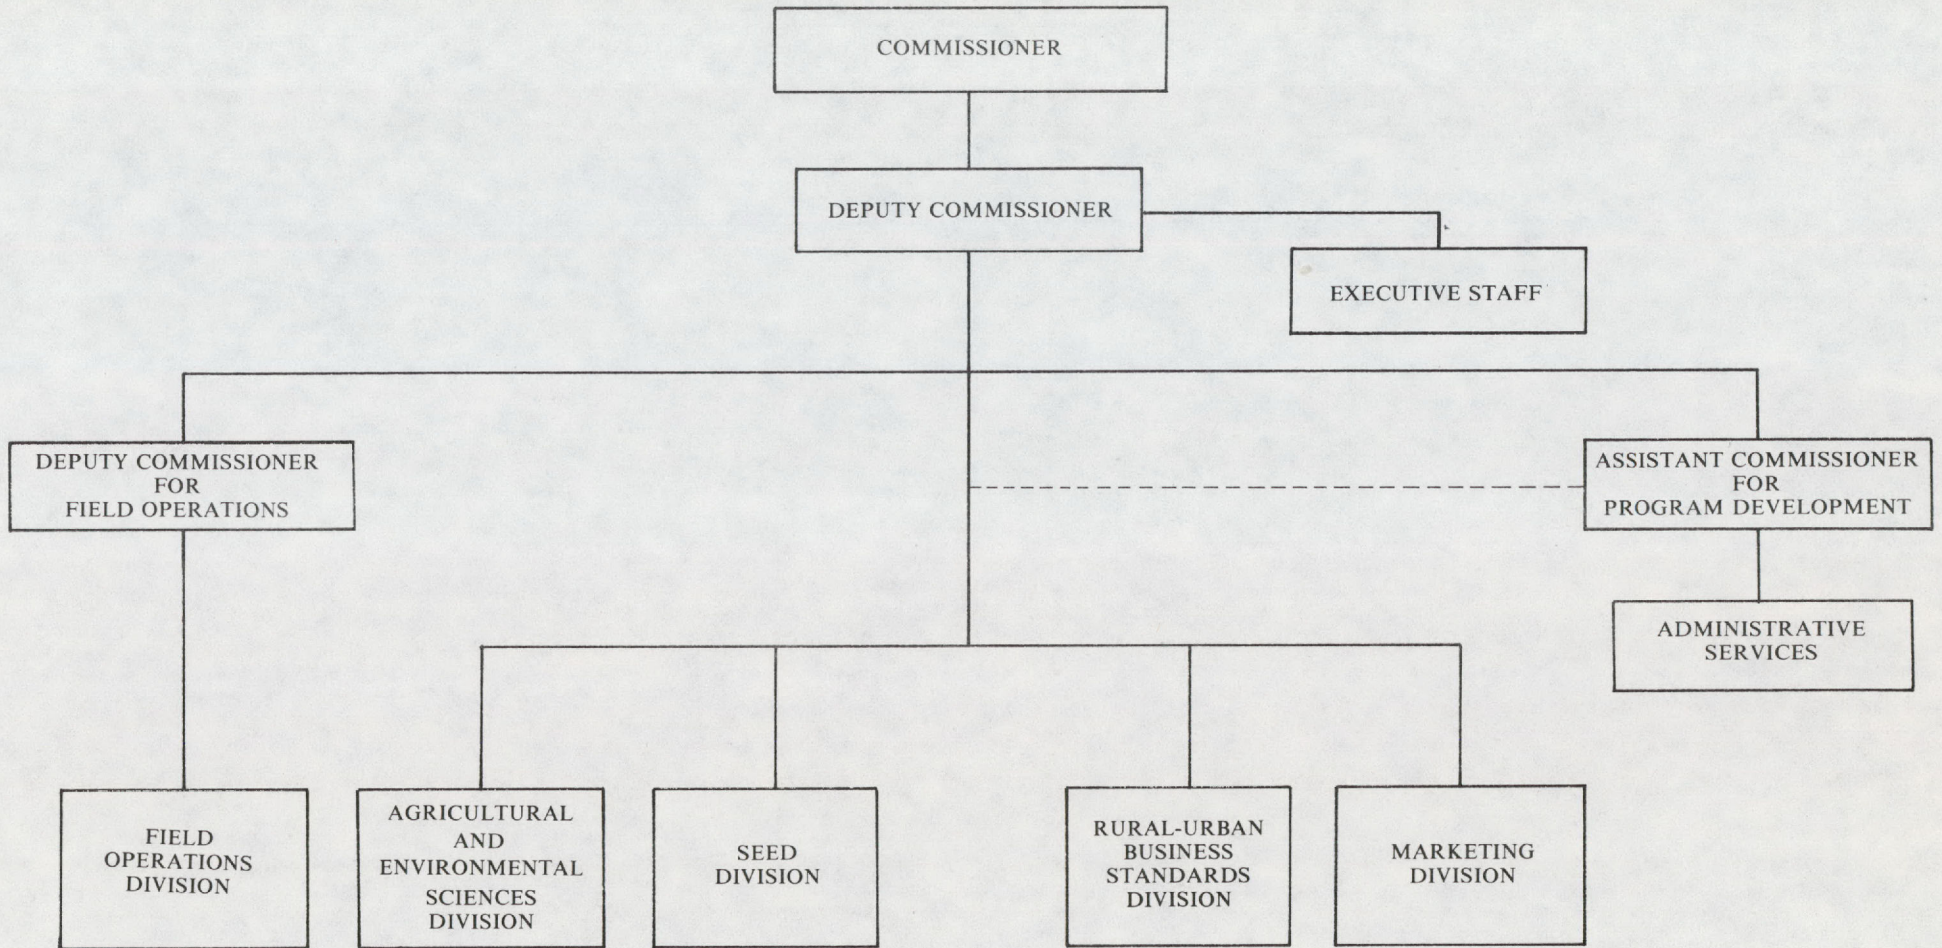 COMMISSIONER
DEPUTY COMMISSIONER
EXECUTIVE STAFF
DEPUTY COMMISSIONER
FOR
FIELD OPERATIONS
ASSISTANT COMMISSIONER
FOR
PROGRAM DEVELOPMENT
ADMINISTRATIVE
SERVICES
FIELD
OPERATIONS
DIVISION
AGRICULTURAL
AND
ENVIRONMENTAL
SCIENCES
DIVISION
SEED
DIVISION
RURAL-URBAN
BUSINESS
STANDARDS
DIVISION
MARKETING
DIVISION